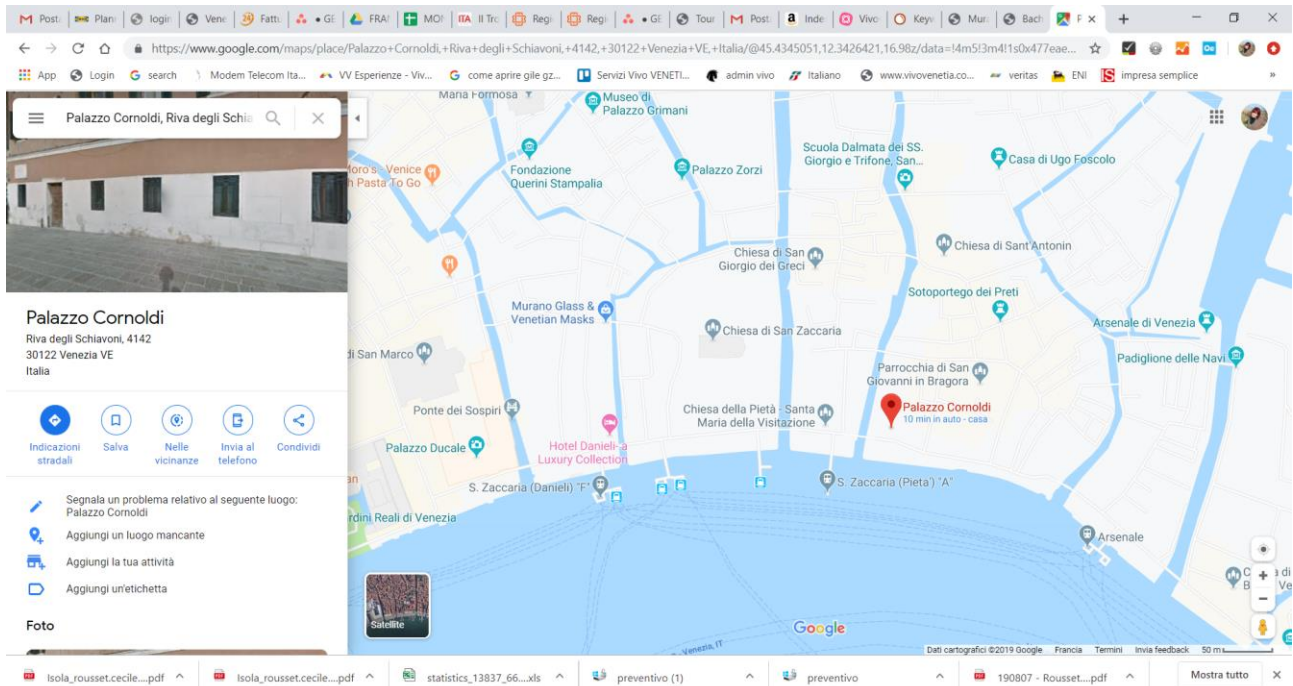 Post
Plan
login
Vene
Fattu
GE
FRA
MOI
ITA Il Tro
Regi
Regi
GE
Tour
Post
Inde
Vivo
Keyw
Mur
Bach
https://www.google.com/maps/place/Palazzo+Cornoldi,+Riva+degli+Schiavoni,+4142,+30122+Venezia+VE,+Italia/@45.4345051,12.3426421,16.98z/data=!4m5!3m4!1s0x477eae...
App
Login
search
Modem Telecom Ita...
VV Esperienze - Viv...
come aprire gile gz...
Servizi Vivo VENETI...
admin vivo
Italiano
www.vivovenetia.co...
veritas
ENI
impresa semplice
»
Palazzo Cornoldi, Riva degli Schia
Palazzo Cornoldi
Riva degli Schiavoni, 4142
30122 Venezia VE
Italia
Indicazioni
stradali
Salva
Nelle
vicinanze
Invia al
telefono
Condividi
Segnala un problema relativo al seguente luogo:
Palazzo Cornoldi
Aggiungi un luogo mancante
Aggiungi la tua attività
Aggiungi un'etichetta
Foto
Maria Formosa
Museo di
Palazzo Grimani
Scuola Dalmata dei SS.
Giorgio e Trifone, San...
Casa di Ugo Foscolo
oro's - Venice
h Pasta To Go
Fondazione
Querini Stampalia
Palazzo Zorzi
Chiesa di San
Giorgio dei Greci
Chiesa di Sant'Antonin
Sotoportego dei Preti
Murano Glass &
Venetian Masks
Chiesa di San Zaccaria
Arsenale di Venezia
di San Marco
Parrocchia di San
Giovanni in Bragora
Padiglione delle Navi
Ponte dei Sospiri
Chiesa della Pietà - Santa
Maria della Visitazione
Palazzo Cornoldi
10 min in auto - casa
Palazzo Ducale
Hotel Danieli- a
Luxury Collection
S. Zaccaria (Danieli) "F"
S. Zaccaria (Pieta') "A"
rdini Reali di Venezia
Arsenale
Satellite
Google
- Venezia, IT
Dati cartografici ©2019 Google
Francia
Termini
Invia feedback
50 m
Isola_rousset.cecile....pdf
Isola_rousset.cecile....pdf
statistics_13837_66....xls
preventivo (1)
preventivo
190807 - Rousset....pdf
Mostra tutto